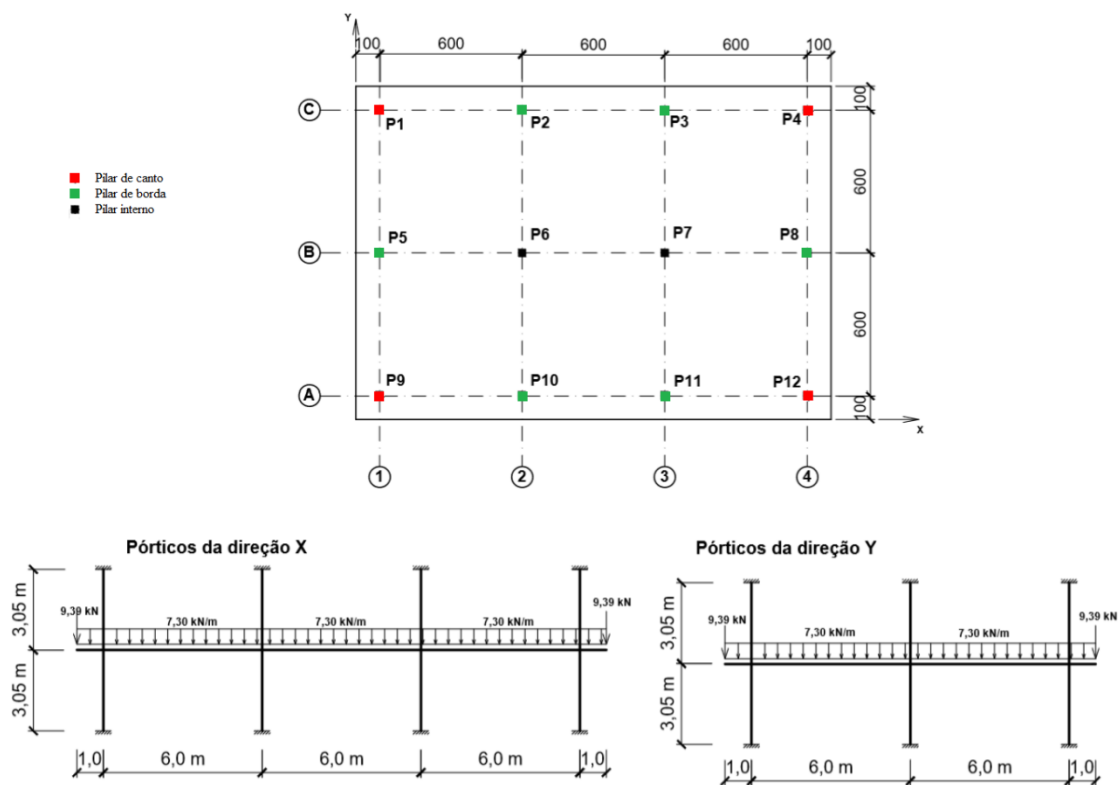 Y
100 600 600 600 100
C
P1 P2 P3 P4
100
Pilar de canto
Pilar de borda
Pilar interno
600
B
P5 P6 P7 P8
600
A
P9 P10 P11 P12
100
X
1 2 3 4
Pórticos da direção X
3,05 m
9,39 kN 7,30 kN/m 7,30 kN/m 7,30 kN/m 9,39 kN
3,05 m
1,0 6,0 m 6,0 m 6,0 m 1,0
Pórticos da direção Y
3,05 m
9,39 kN 7,30 kN/m 7,30 kN/m 9,39 kN
3,05 m
1,0 6,0 m 6,0 m 1,0